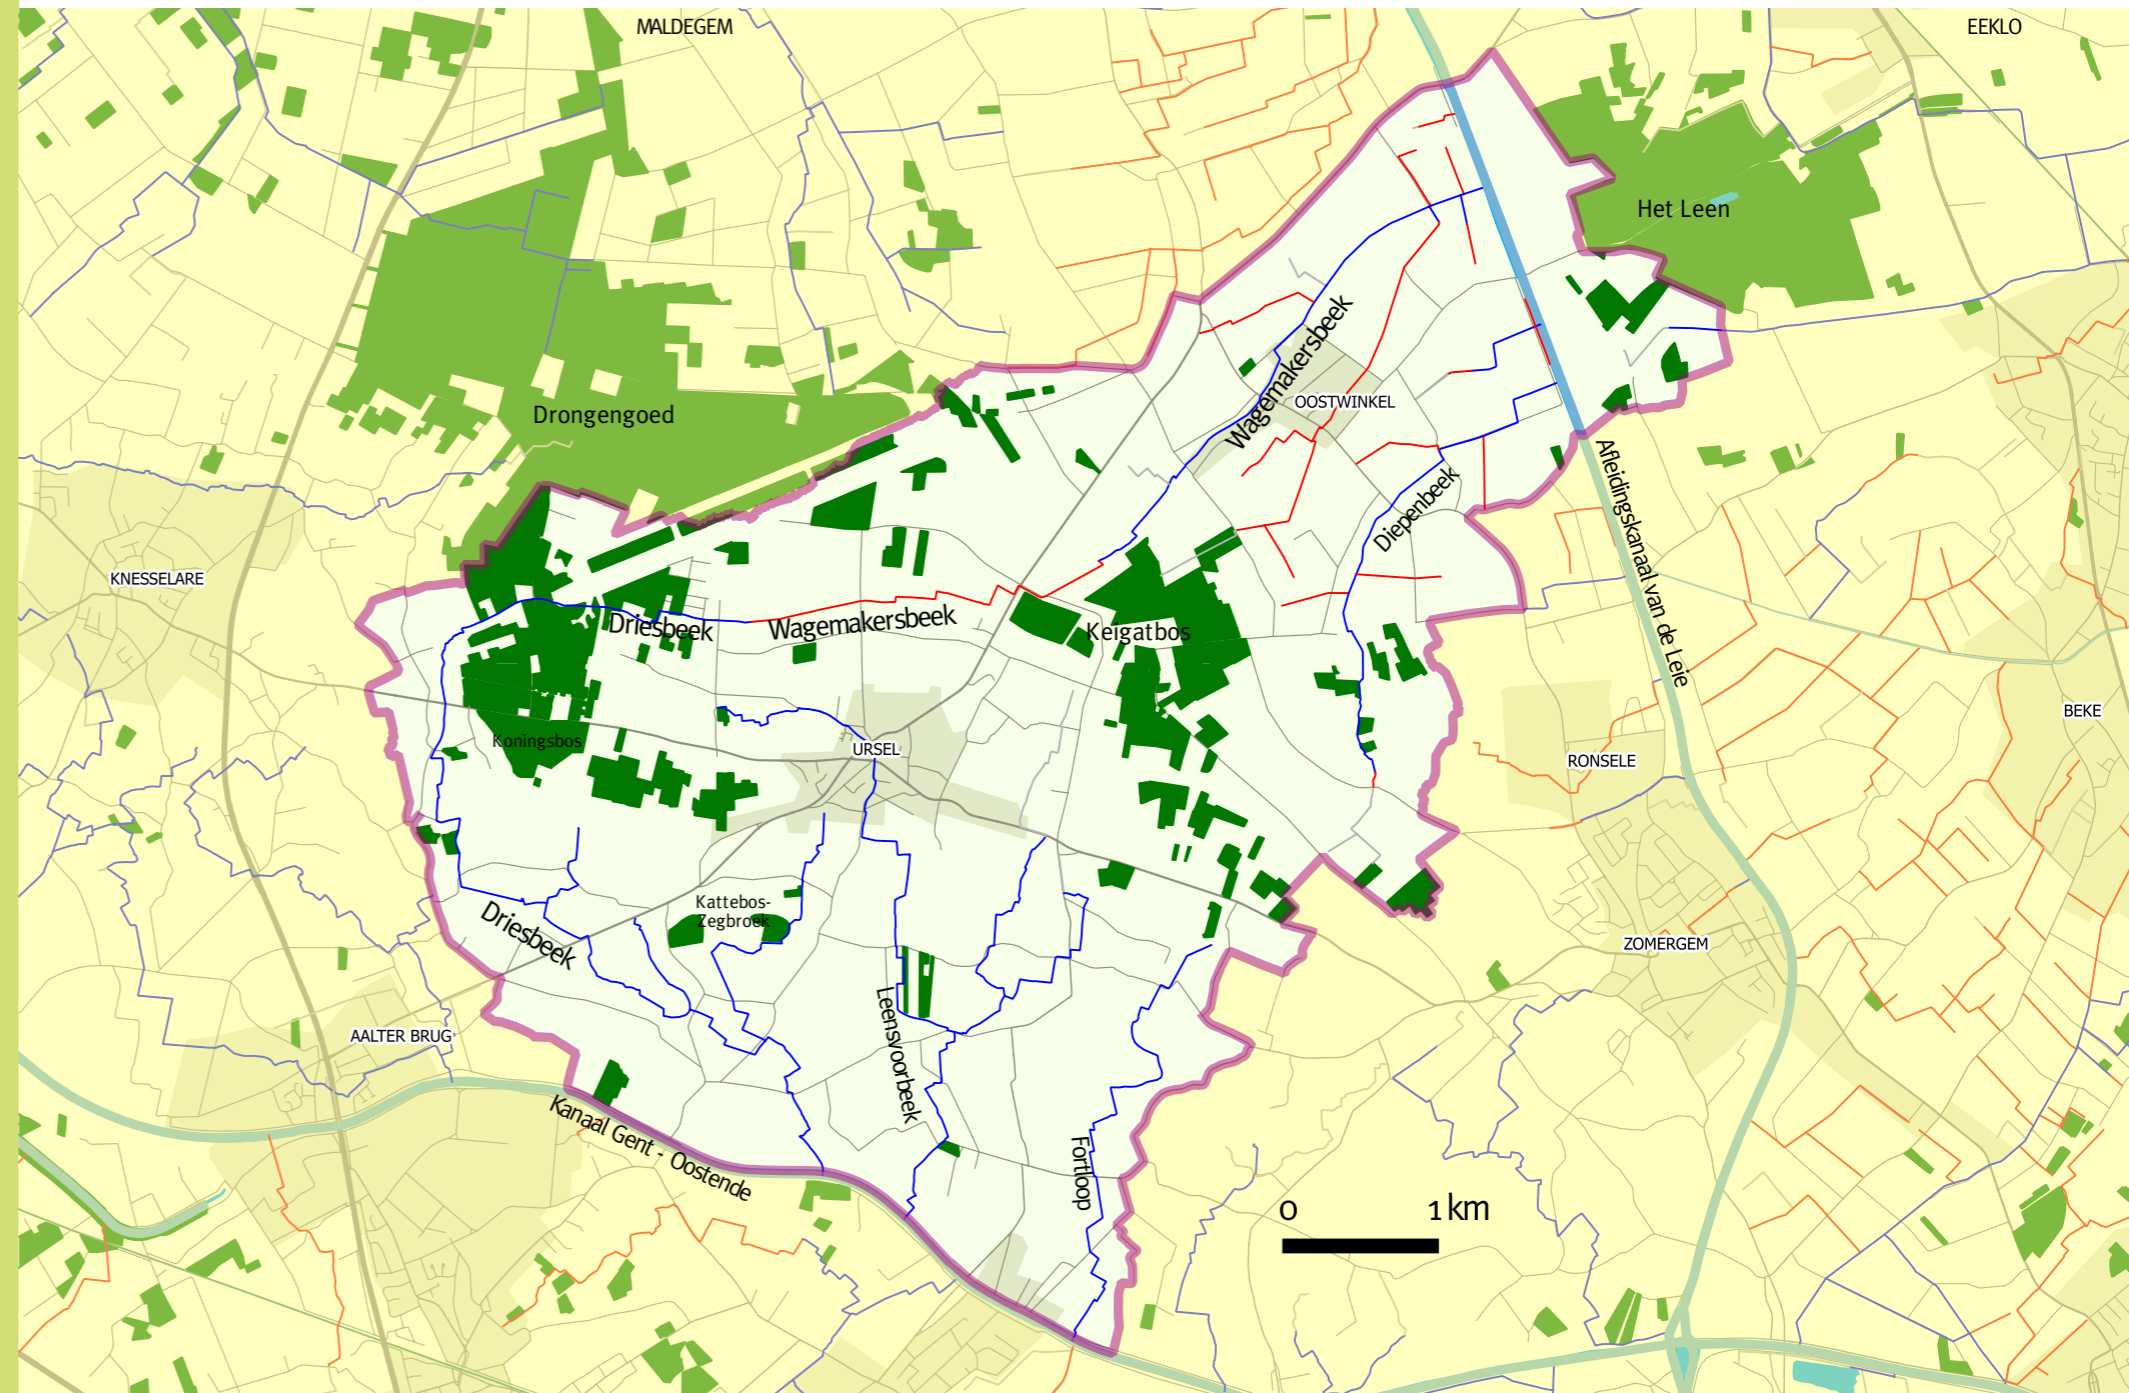 MALDEGEM
EEKLO
Het Leen
Drongengoed
Wagemakersbeek
OOSTWINKEL
Afleidingskanaal van de Leie
Diepenbeek
KNESSELARE
Driesbeek
Wagemakersbeek
Keigatbos
BEKE
Koningsbos
URSEL
RONSELE
Kattebos-
Zegbroek
Driesbeek
ZOMERGEM
Leensvoorbeek
AALTER BRUG
Kanaal Gent - Oostende
Fortloop
0 1 km